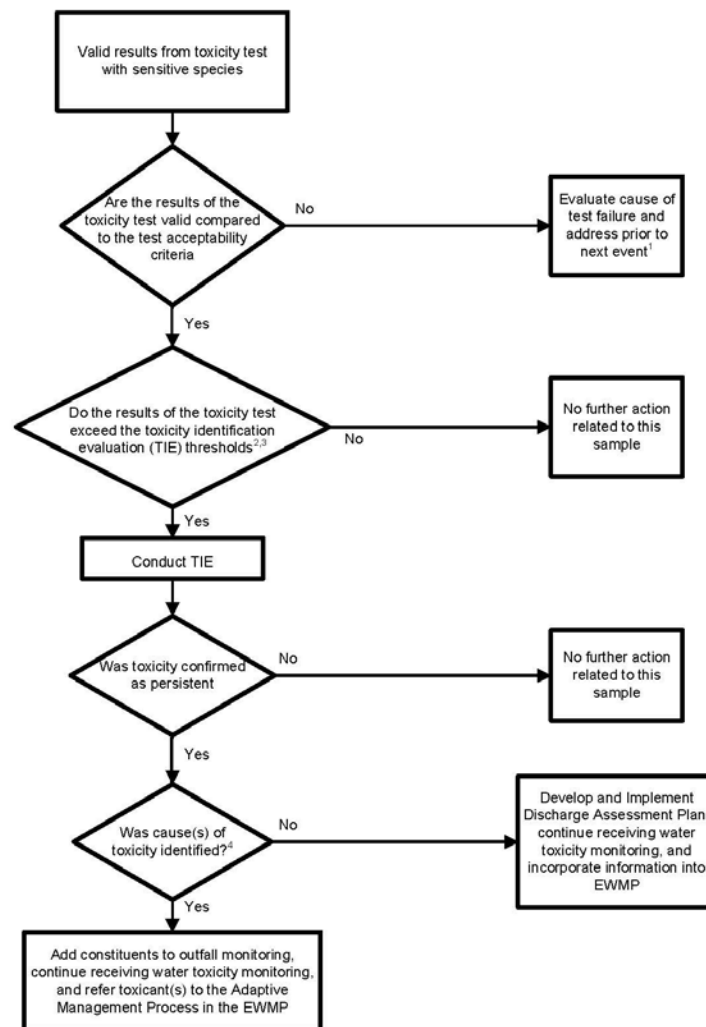 Valid results from toxicity test
with sensitive species
Are the results of the
toxicity test valid compared
to the test acceptability
criteria
No
Evaluate cause of
test failure and
address prior to
next event¹
Yes
Do the results of the toxicity test
exceed the toxicity identification
evaluation (TIE) thresholds²,³
No
No further action
related to this
sample
Yes
Conduct TIE
Was toxicity confirmed
as persistent
No
No further action
related to this
sample
Yes
Was cause(s) of
toxicity identified?⁴
No
Develop and Implement
Discharge Assessment Plan
continue receiving water
toxicity monitoring, and
incorporate information into
EWMP
Yes
Add constituents to outfall monitoring,
continue receiving water toxicity monitoring,
and refer toxicant(s) to the Adaptive
Management Process in the EWMP